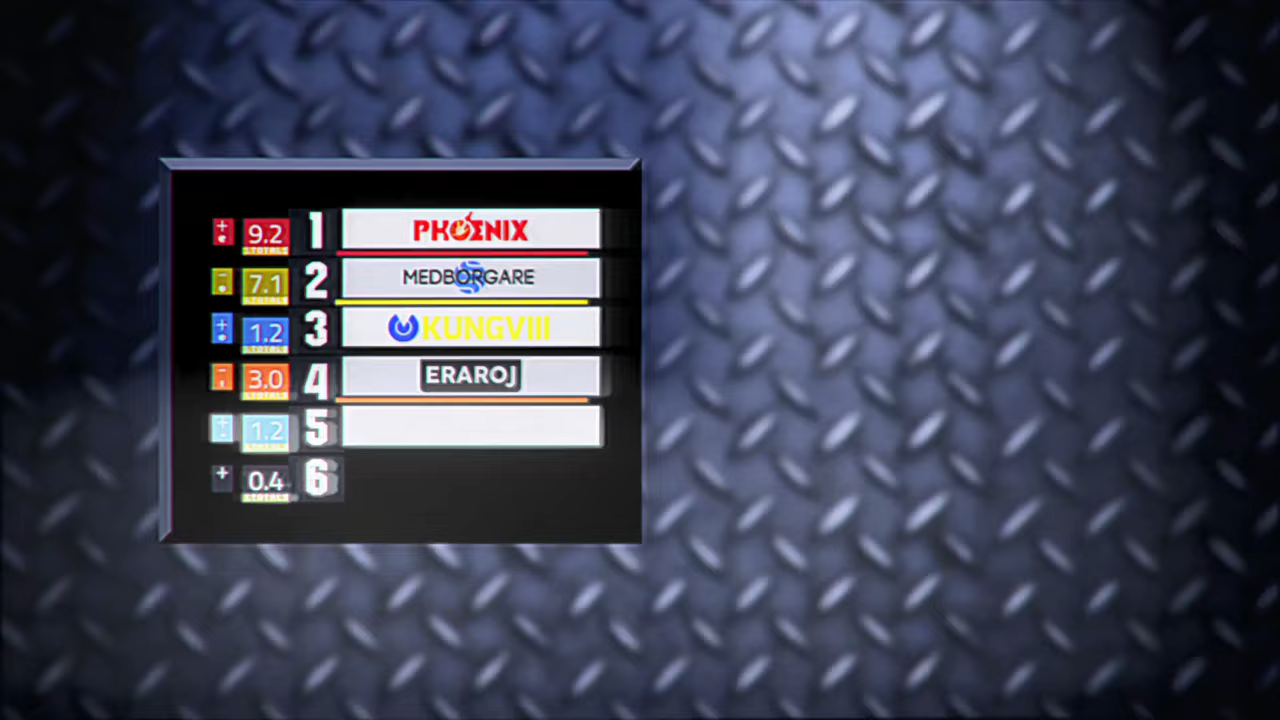 + 9.2 1 PHOENIX
- 7.1 2 MEDBORGARE
+ 1.2 3 KUNGVIII
- 3.0 4 ERAROJ
+ 1.2 5
+ 0.4 6